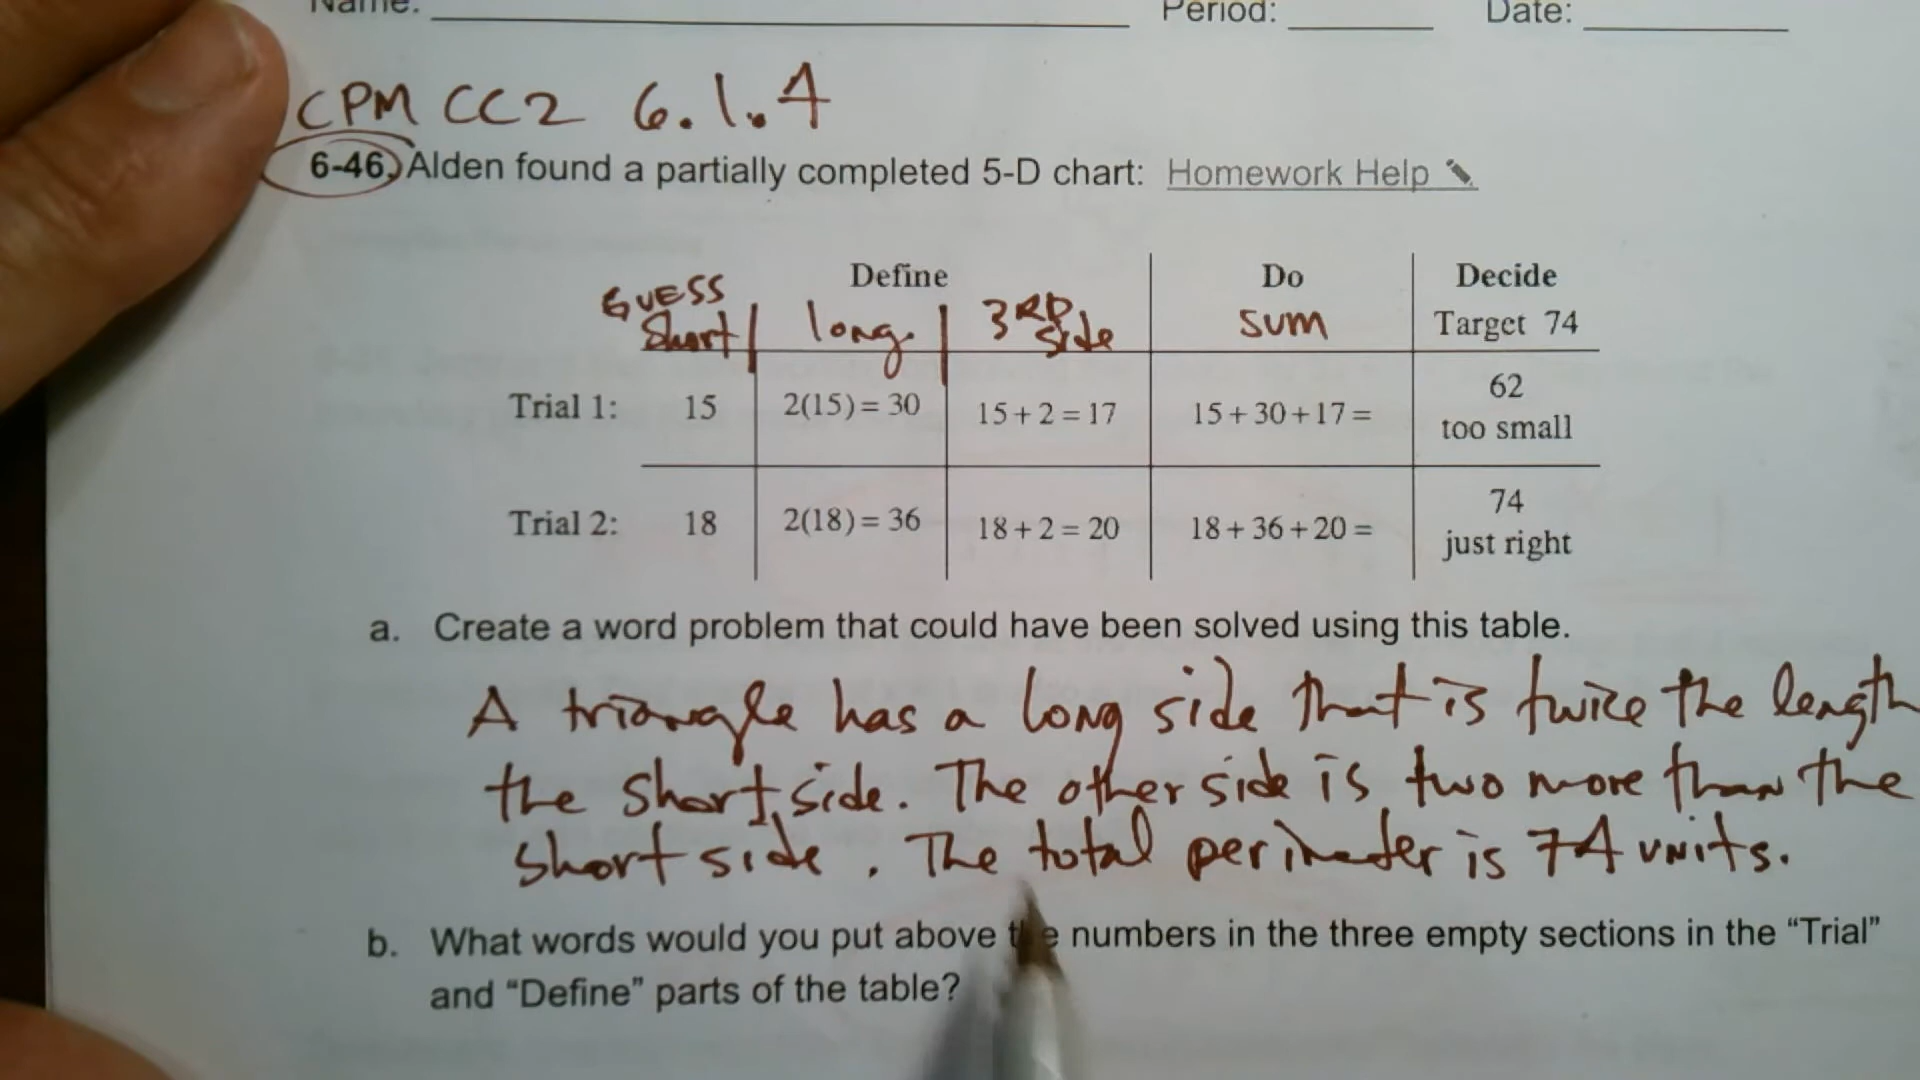 Name: Period: Date:
CPM CC2 6.1.4
6-46. Alden found a partially completed 5-D chart: Homework Help
Define Do Decide
GUESS short long 3RD side SUM Target 74
Trial 1: 15 2(15) = 30 15 + 2 = 17 15 + 30 + 17 = 62 too small
Trial 2: 18 2(18) = 36 18 + 2 = 20 18 + 36 + 20 = 74 just right
a. Create a word problem that could have been solved using this table.
A triangle has a long side that is twice the length
the short side. The other side is two more than the
short side. The total perimeter is 74 units.
b. What words would you put above the numbers in the three empty sections in the “Trial”
and “Define” parts of the table?